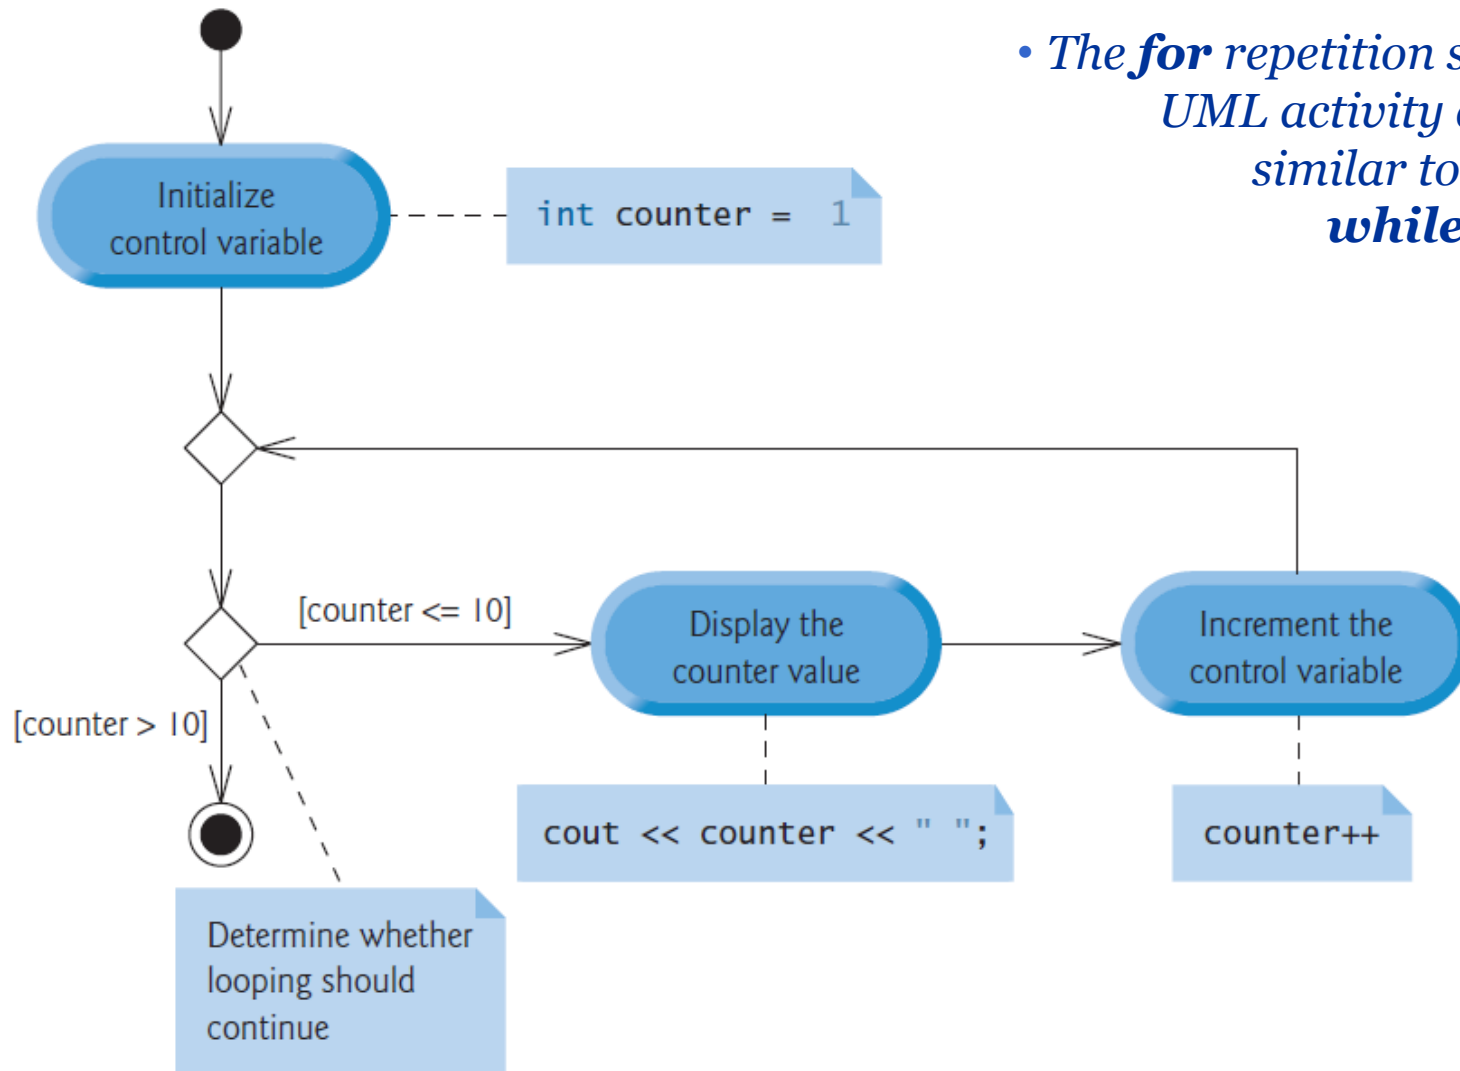 • The for repetition
UML activity
similar to
while
Initialize
control variable
int counter = 1
[counter <= 10]
Display the
counter value
Increment the
control variable
[counter > 10]
cout << counter << " ";
counter++
Determine whether
looping should
continue